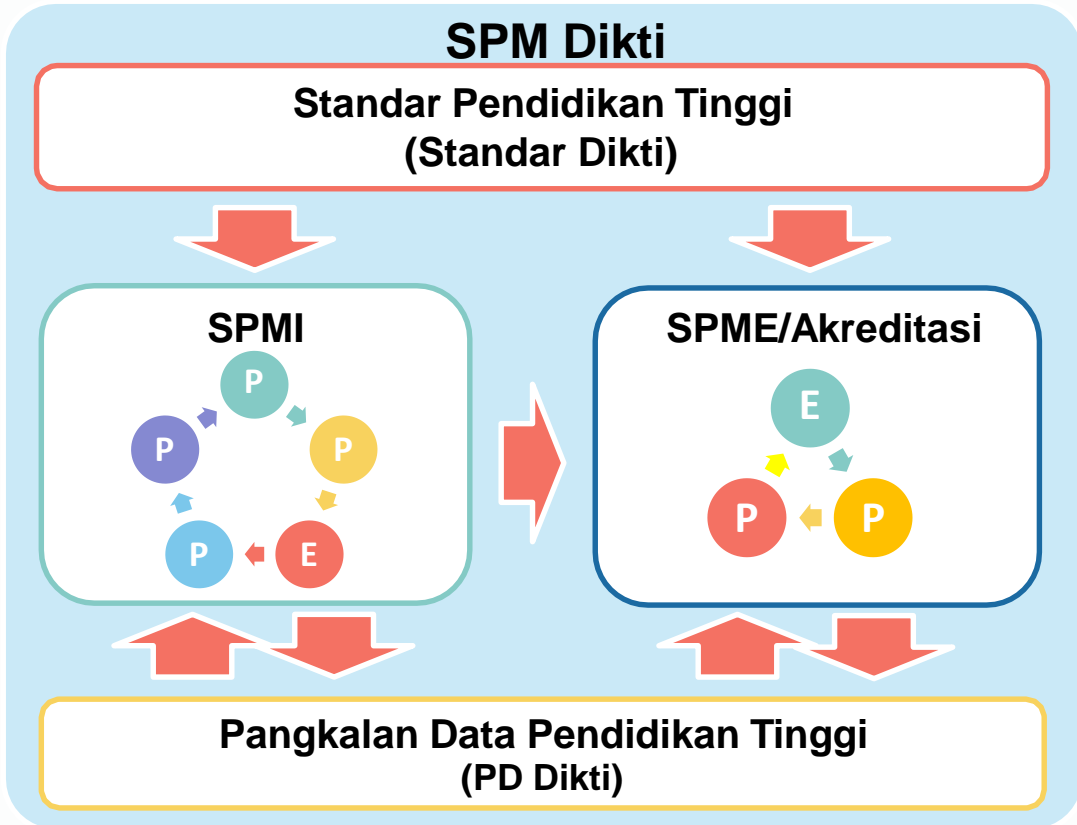 SPM Dikti
Standar Pendidikan Tinggi
(Standar Dikti)
SPMI
P
P
E
P
P
SPME/Akreditasi
E
P
P
Pangkalan Data Pendidikan Tinggi
(PD Dikti)